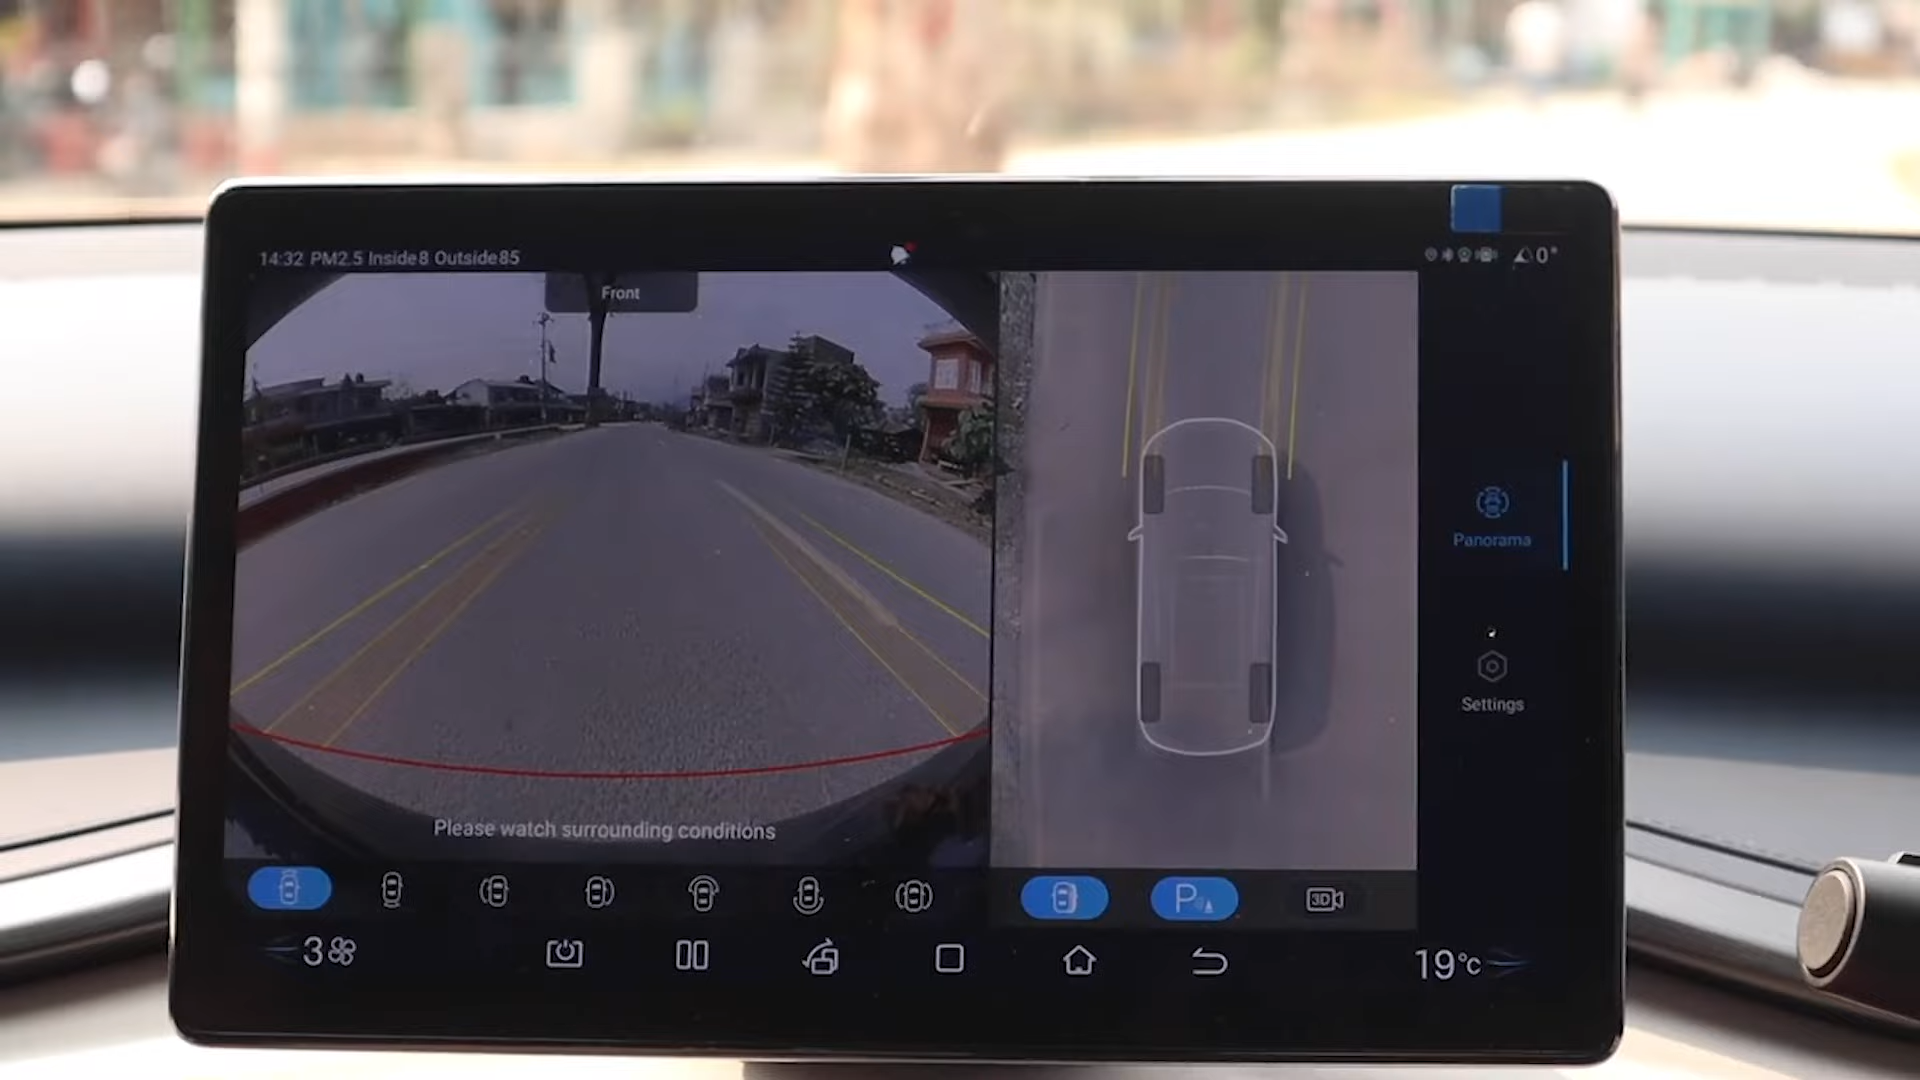 14:32 PM2.5 Inside8 Outside85
0°
Front
Panorama
Settings
Please watch surrounding conditions
P
3D
3
19°C